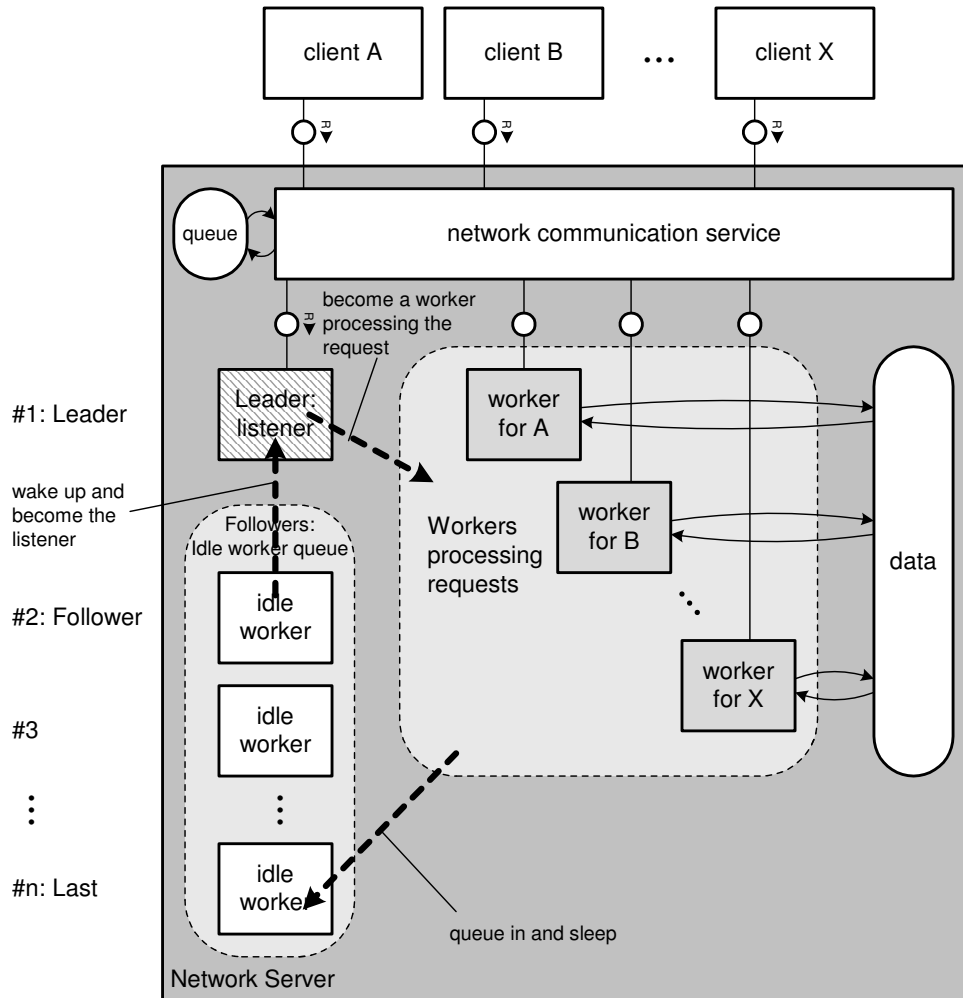 client A
client B
...
client X
R
R
R
queue
network communication service
R
become a worker
processing the
request
#1: Leader
Leader:
listener
worker
for A
wake up and
become the
listener
Followers:
Idle worker queue
Workers
processing
requests
worker
for B
data
#2: Follower
idle
worker
...
worker
for X
#3
idle
worker
...
...
#n: Last
idle
worker
queue in and sleep
Network Server